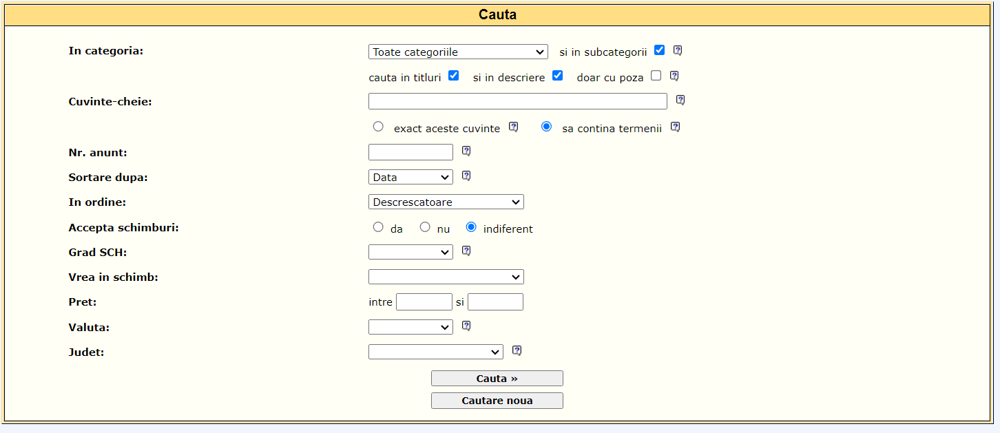 Cauta
In categoria: Toate categoriile si in subcategorii
cauta in titluri si in descriere doar cu poza
Cuvinte-cheie:
exact aceste cuvinte sa contina termenii
Nr. anunt:
Sortare dupa: Data
In ordine: Descrescatoare
Accepta schimburi: da nu indiferent
Grad SCH:
Vrea in schimb:
Pret: intre si
Valuta:
Judet:
Cauta »
Cautare noua